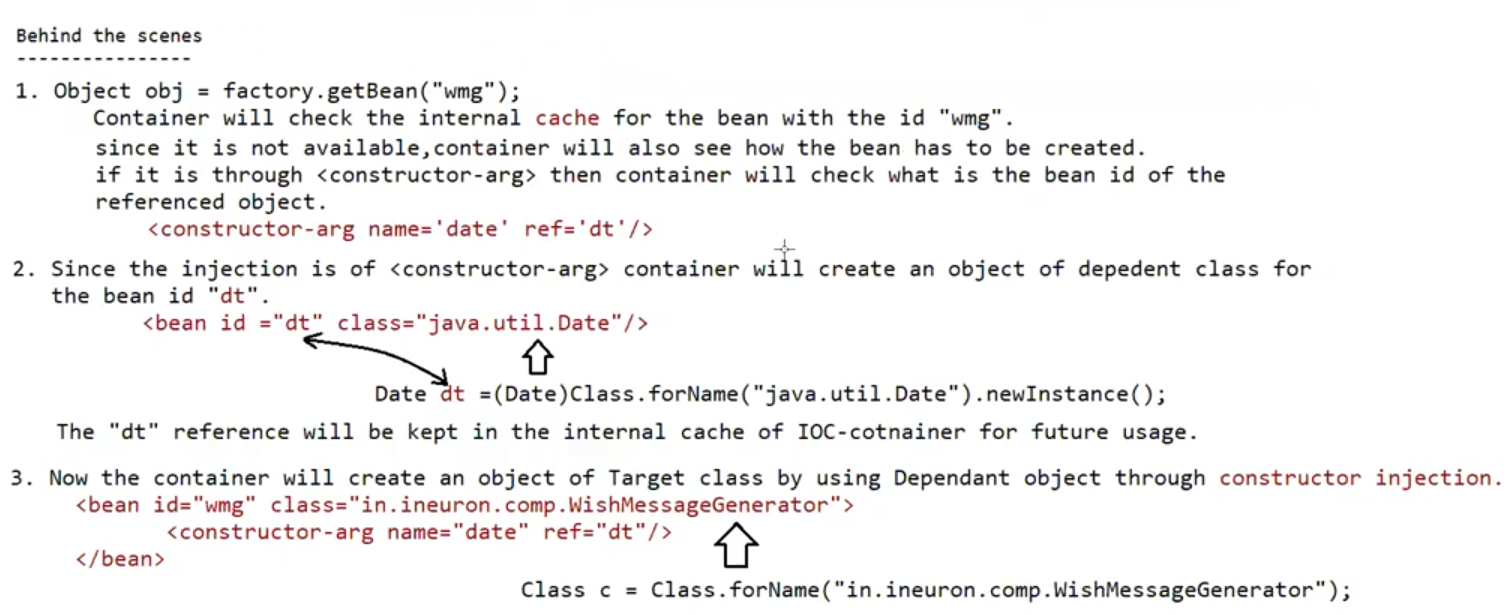 Behind the scenes
----------------
1. Object obj = factory.getBean("wmg");
Container will check the internal cache for the bean with the id "wmg".
since it is not available,container will also see how the bean has to be created.
if it is through <constructor-arg> then container will check what is the bean id of the
referenced object.
<constructor-arg name='date' ref='dt'/>
2. Since the injection is of <constructor-arg> container will create an object of depedent class for
the bean id "dt".
<bean id ="dt" class="java.util.Date"/>
Date dt =(Date)Class.forName("java.util.Date").newInstance();
The "dt" reference will be kept in the internal cache of IOC-cotnainer for future usage.
3. Now the container will create an object of Target class by using Dependant object through constructor injection.
<bean id="wmg" class="in.ineuron.comp.WishMessageGenerator">
<constructor-arg name="date" ref="dt"/>
</bean>
Class c = Class.forName("in.ineuron.comp.WishMessageGenerator");